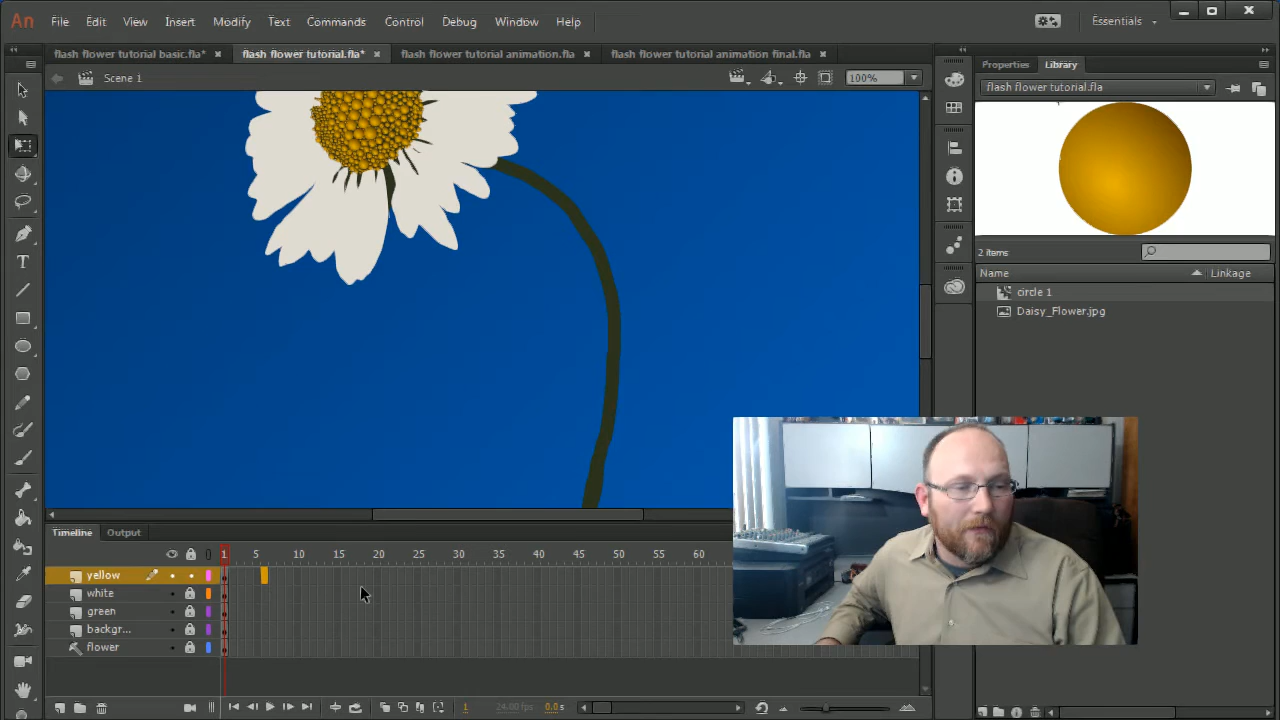 An File Edit View Insert Modify Text Commands Control Debug Window Help Essentials
flash flower tutorial basic.fla* × flash flower tutorial.fla* × flash flower tutorial animation.fla × flash flower tutorial animation final.fla ×
Scene 1 100%
Properties Library
flash flower tutorial.fla
2 items
Name Linkage
circle 1
Daisy_Flower.jpg
Timeline Output
1 5 10 15 20 25 30 35 40 45 50 55 60
yellow
white
green
backgr...
flower
1 24.00 fps 0.0 s